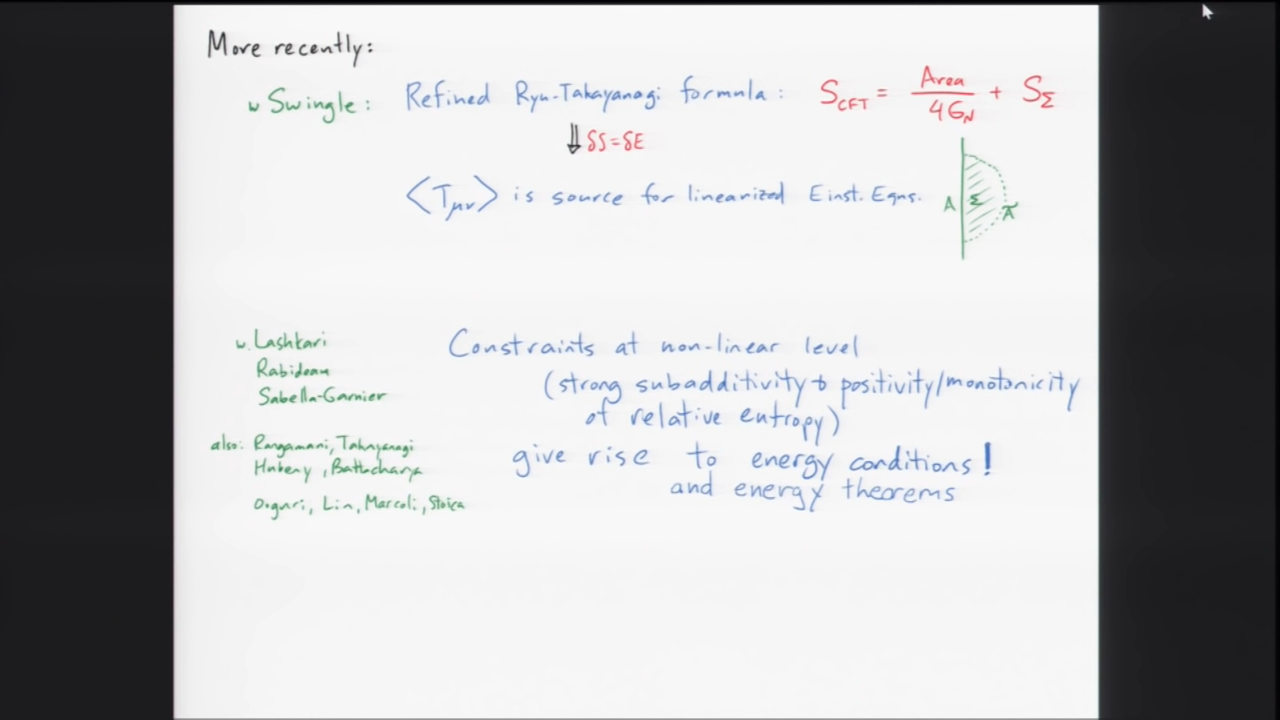 More recently:
w Swingle: Refined Ryu-Takayanagi formula: S_CFT = Area / 4G_N + S_Σ
⇓ δS=δE
<T_μν> is source for linearized Einst. Eqns.
A Σ Ã
w. Lashkari
Rabideau
Sabella-Garnier
Constraints at non-linear level
(strong subadditivity & positivity/monotonicity
of relative entropy)
give rise to energy conditions!
and energy theorems
also: Rangamani, Takayanagi
Hubeny, Battacharya
Ooguri, Lin, Marcoli, Stoica